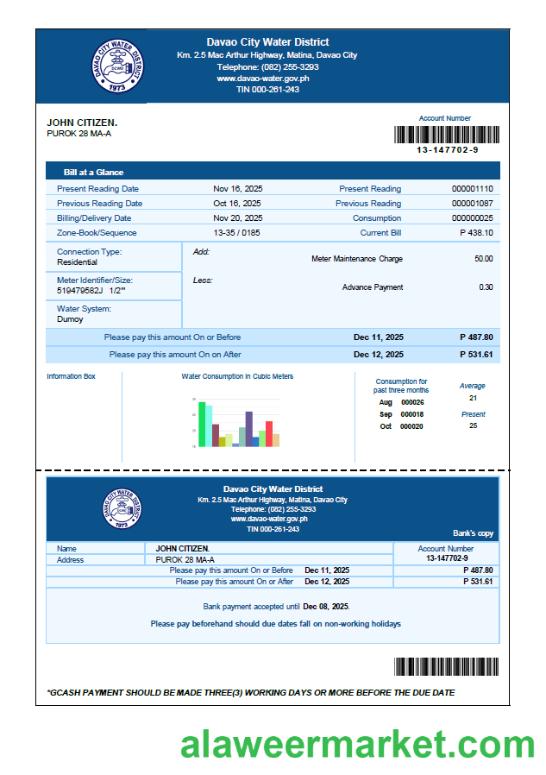 Davao City Water District
Km. 2.5 Mac Arthur Highway, Matina, Davao City
Telephone: (082) 255-3293
www.davao-water.gov.ph
TIN 000-261-243
DAVAO CITY WATER DISTRICT
DCWD
1973
JOHN CITIZEN.
PUROK 28 MA-A
Account Number
13-147702-9
Bill at a Glance
Present Reading Date Nov 16, 2025 Present Reading 000001110
Previous Reading Date Oct 16, 2025 Previous Reading 000001087
Billing/Delivery Date Nov 20, 2025 Consumption 000000025
Zone-Book/Sequence 13-35 / 0185 Current Bill P 438.10
Connection Type:
Residential
Meter Identifier/Size:
519479582J 1/2"
Water System:
Dumoy
Add:
Meter Maintenance Charge 50.00
Less:
Advance Payment 0.30
Please pay this amount On or Before Dec 11, 2025 P 487.80
Please pay this amount On on After Dec 12, 2025 P 531.61
Information Box
Water Consumption in Cubic Meters
Consumption for
past three months
Aug 000026
Sep 000018
Oct 000020
Average
21
Present
25
DAVAO CITY WATER DISTRICT
1973
Davao City Water District
Km. 2.5 Mac Arthur Highway, Matina, Davao City
Telephone: (082) 255-3293
www.davao-water.gov.ph
TIN 000-261-243
Bank's copy
Name JOHN CITIZEN.
Address PUROK 28 MA-A
Account Number
13-147702-9
Please pay this amount On or Before Dec 11, 2025 P 487.80
Please pay this amount On or After Dec 12, 2025 P 531.61
Bank payment accepted until Dec 08, 2025.
Please pay beforehand should due dates fall on non-working holidays
*GCASH PAYMENT SHOULD BE MADE THREE(3) WORKING DAYS OR MORE BEFORE THE DUE DATE
alaweermarket.com